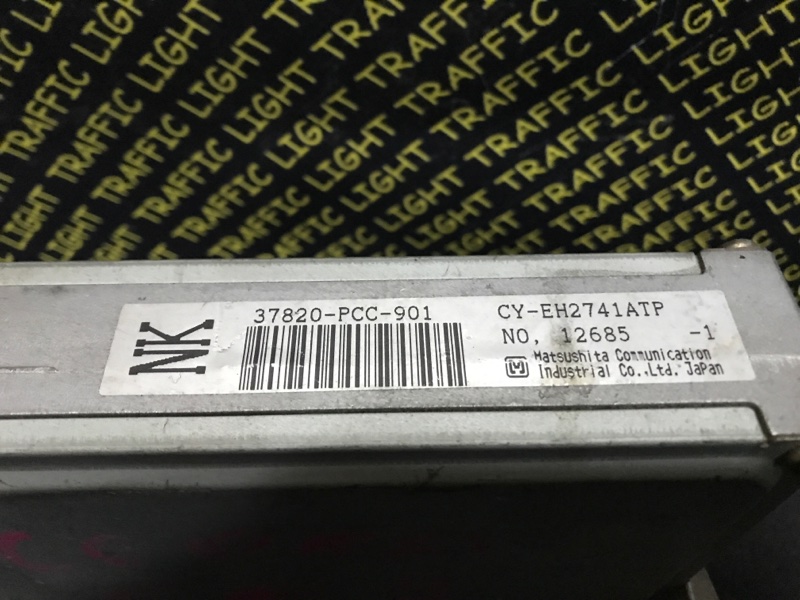 TRAFFIC LIGHT TRAFFIC LIGHT TRAFFIC LIGHT
NK
37820-PCC-901
CY-EH2741ATP
NO, 12685 -1
Matsushita Communication
Industrial Co.,Ltd. JaPan